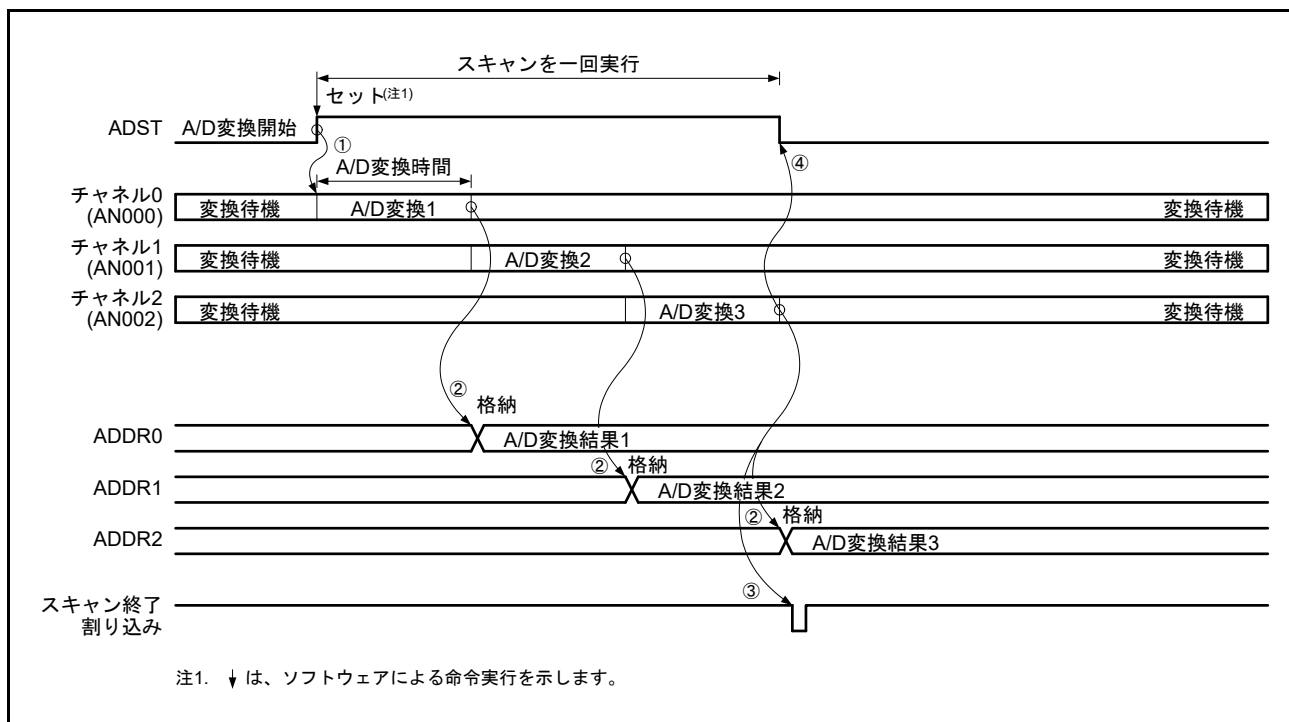 スキャンを一回実行
セット(注1)
ADST A/D変換開始
① ④
A/D変換時間
チャネル0
(AN000)
変換待機 A/D変換1 変換待機
チャネル1
(AN001)
変換待機 A/D変換2 変換待機
チャネル2
(AN002)
変換待機 A/D変換3 変換待機
② 格納
ADDR0 A/D変換結果1
② 格納
ADDR1 A/D変換結果2
② 格納
ADDR2 A/D変換結果3
③
スキャン終了
割り込み
注1. ↓は、ソフトウェアによる命令実行を示します。